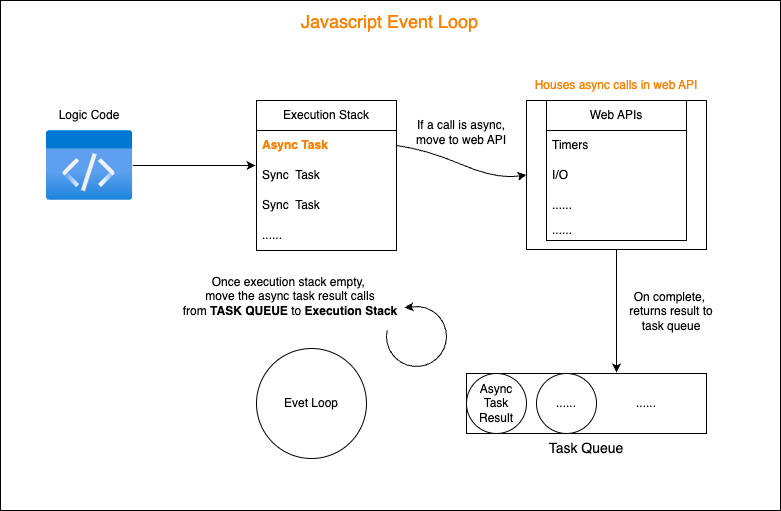 Javascript Event Loop
Houses async calls in web API
Logic Code
Execution Stack
Async Task
Sync Task
Sync Task
......
If a call is async,
move to web API
Web APIs
Timers
I/O
......
......
Once execution stack empty,
move the async task result calls
from TASK QUEUE to Execution Stack
On complete,
returns result to
task queue
Evet Loop
Async
Task
Result
......
......
Task Queue